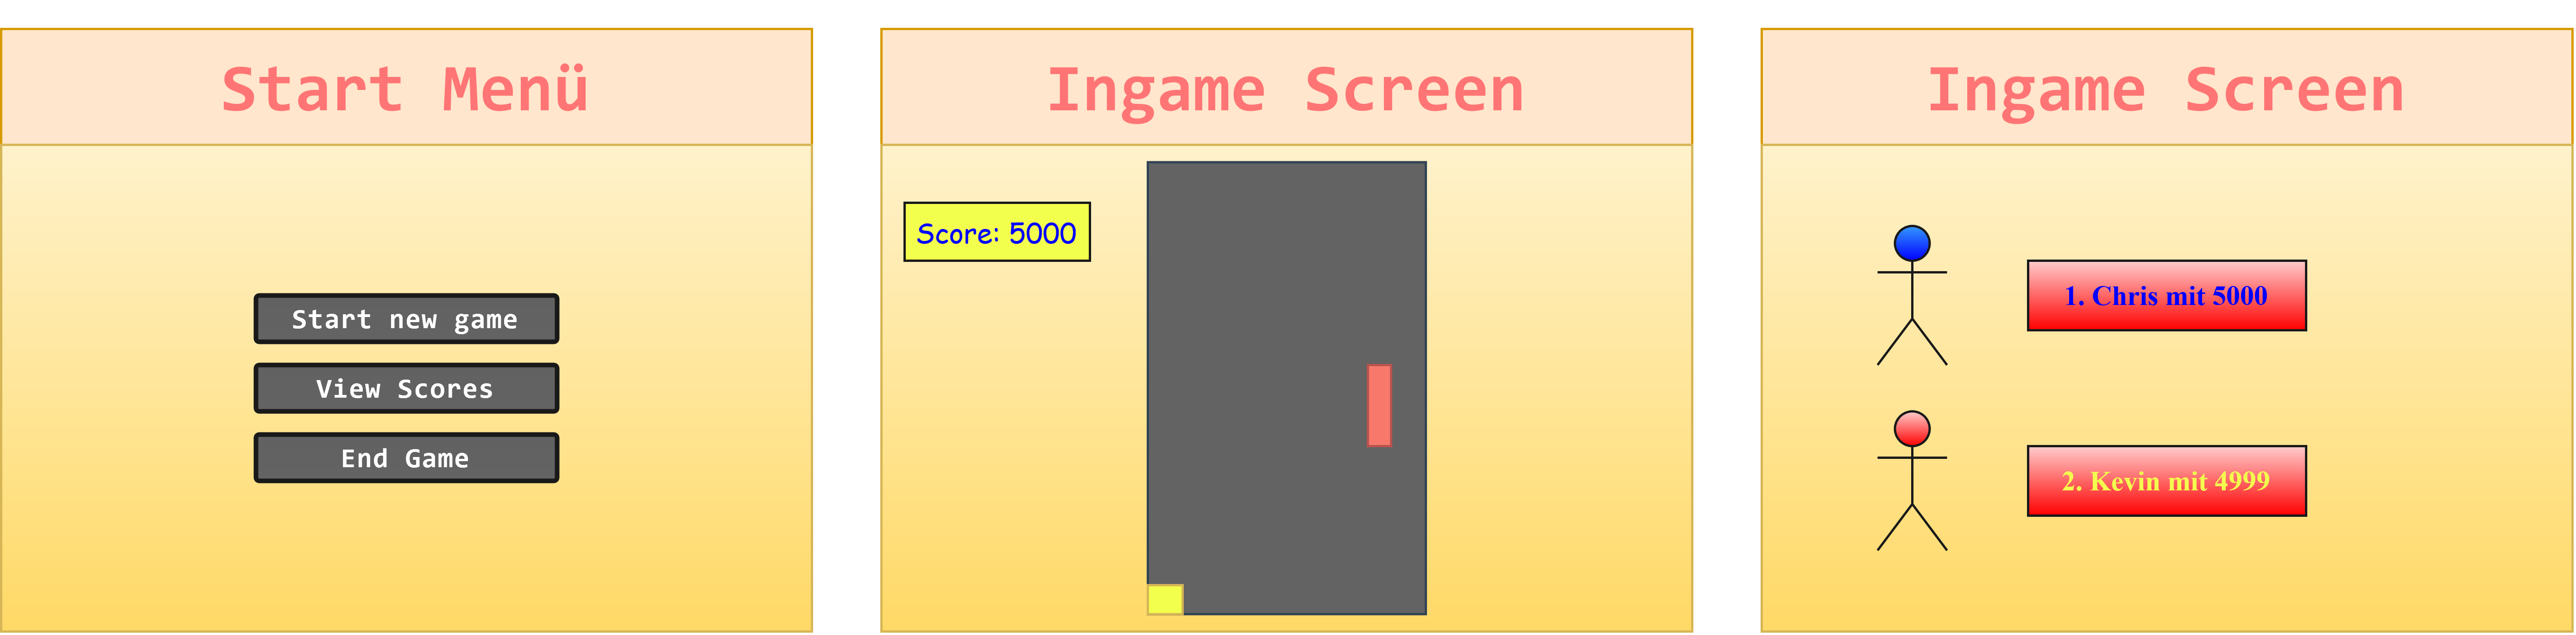 Start Menü
Start new game
View Scores
End Game
Ingame Screen
Score: 5000
Ingame Screen
1. Chris mit 5000
2. Kevin mit 4999